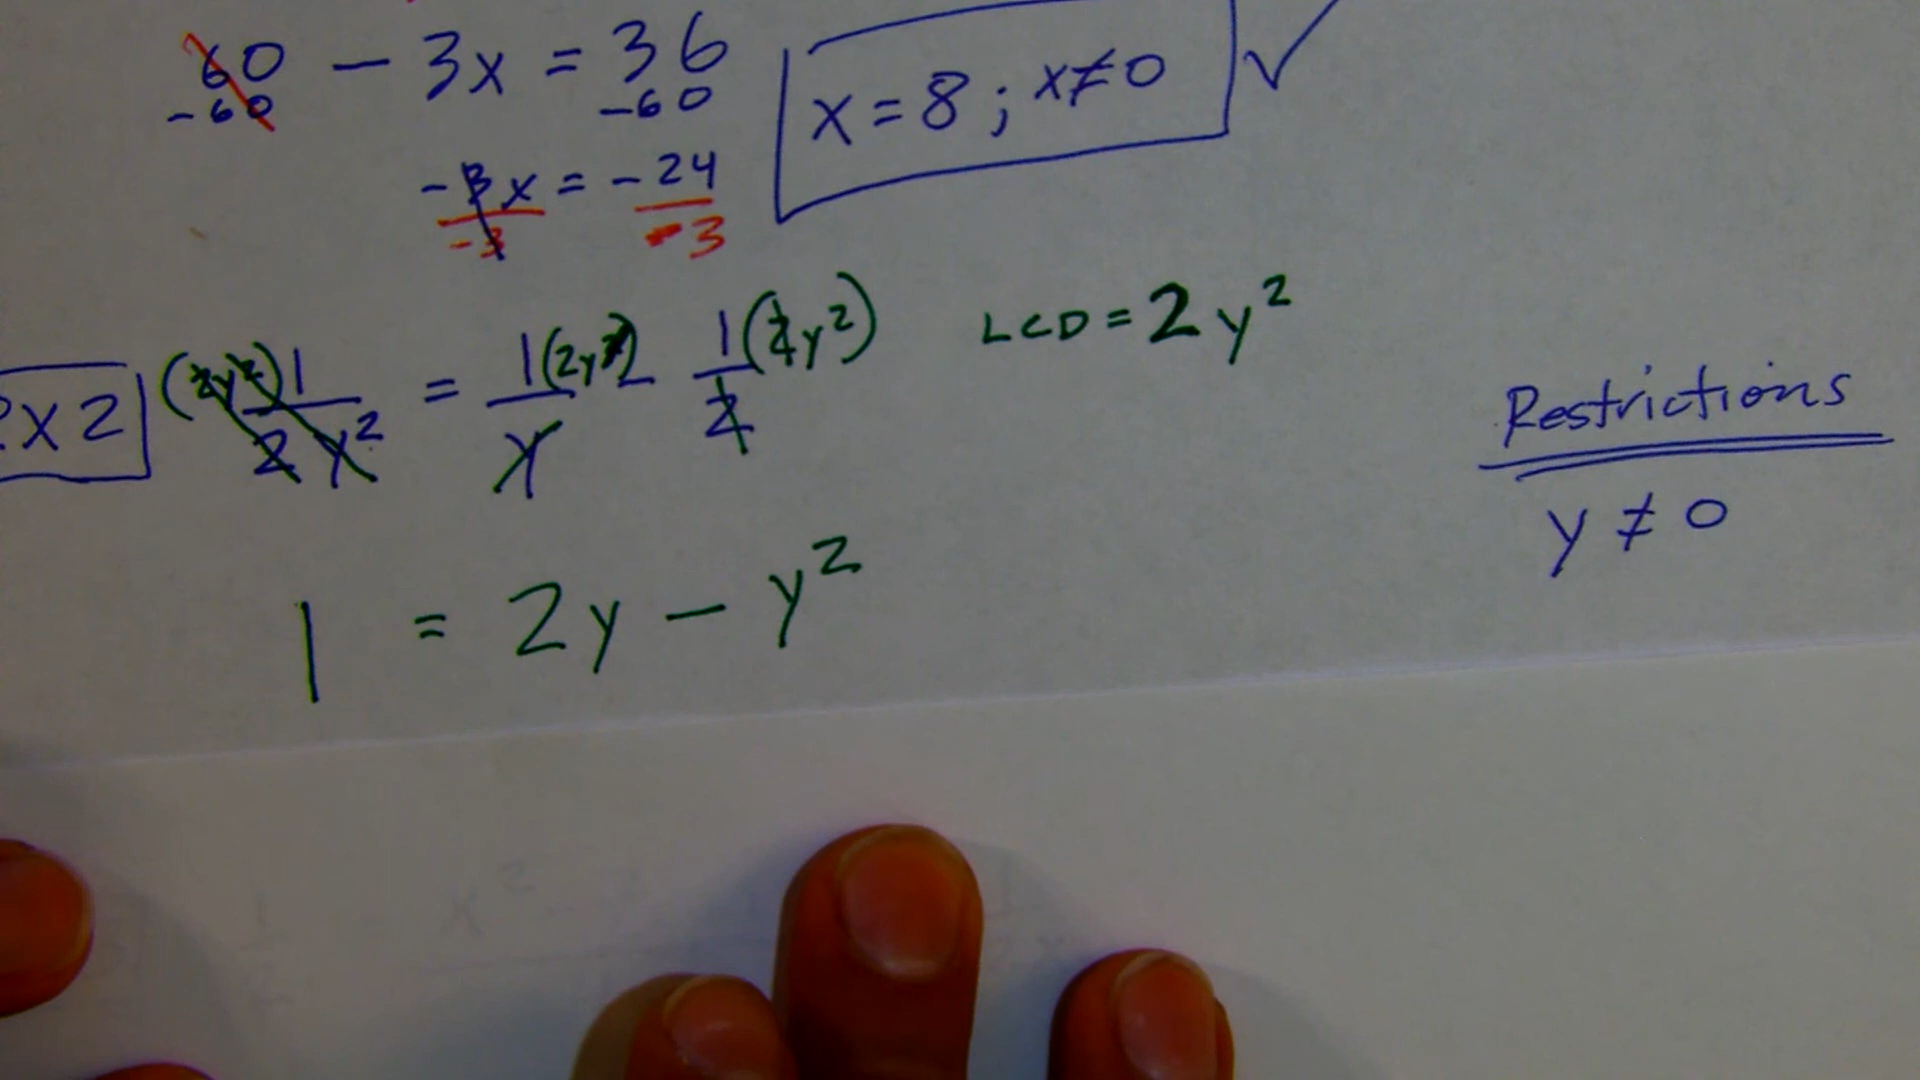 60 - 3x = 36
-60 -60
x = 8 ; x≠0 ✓
-3x = -24
-3 -3
x 2
(2y²)1 = 1(2y²) - 1(2y²)
2y² y 2
LCD = 2y²
Restrictions
y ≠ 0
1 = 2y - y²